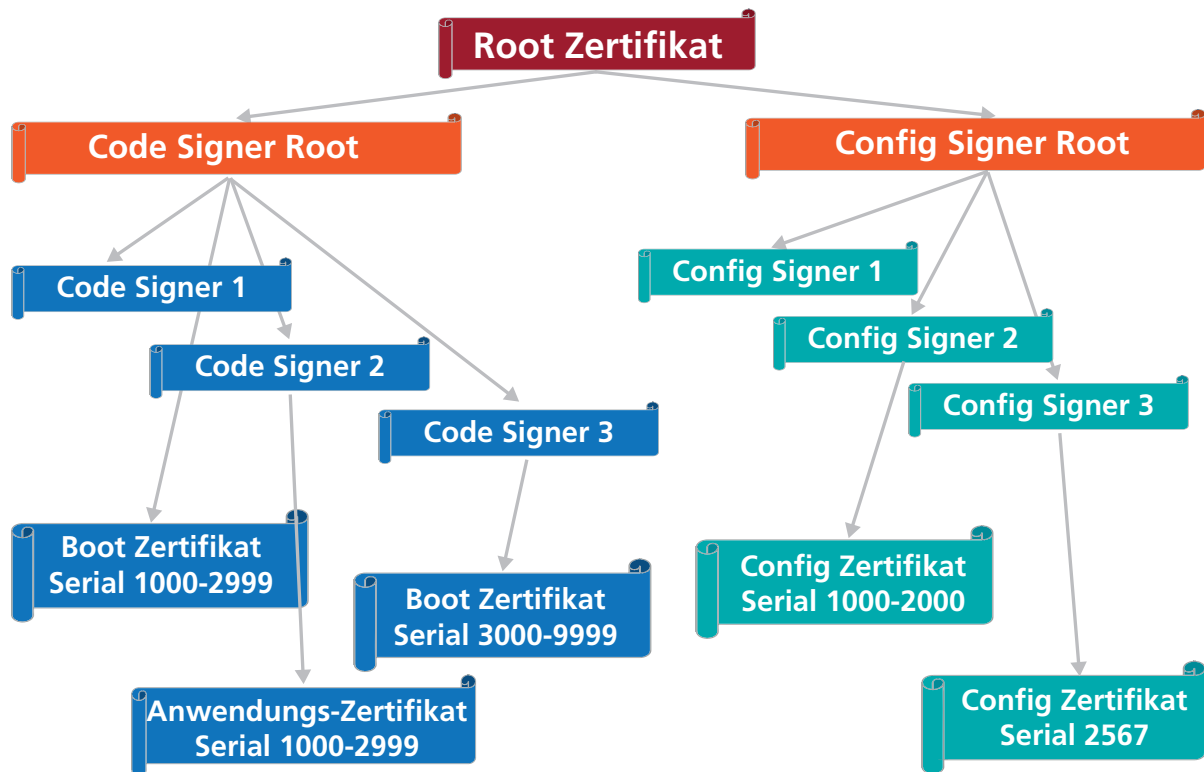 Root Zertifikat
Code Signer Root
Config Signer Root
Code Signer 1
Config Signer 1
Code Signer 2
Config Signer 2
Code Signer 3
Config Signer 3
Boot Zertifikat
Serial 1000-2999
Boot Zertifikat
Serial 3000-9999
Config Zertifikat
Serial 1000-2000
Anwendungs-Zertifikat
Serial 1000-2999
Config Zertifikat
Serial 2567